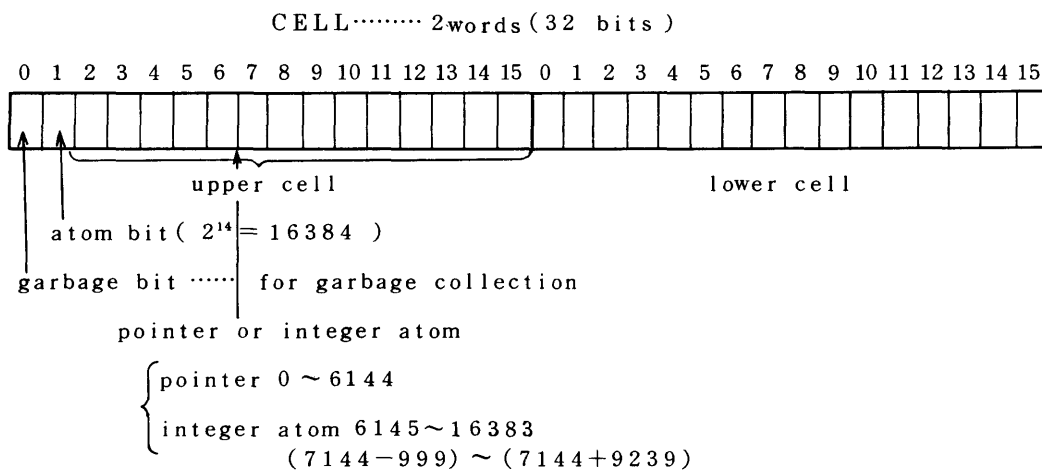 CELL········· 2words(32 bits)
0 1 2 3 4 5 6 7 8 9 10 11 12 13 14 15 0 1 2 3 4 5 6 7 8 9 10 11 12 13 14 15
upper cell lower cell
atom bit( 2¹⁴= 16384 )
garbage bit ······ for garbage collection
pointer or integer atom
pointer 0 ~ 6144
integer atom 6145~16383
(7144−999) ~ (7144+9239)